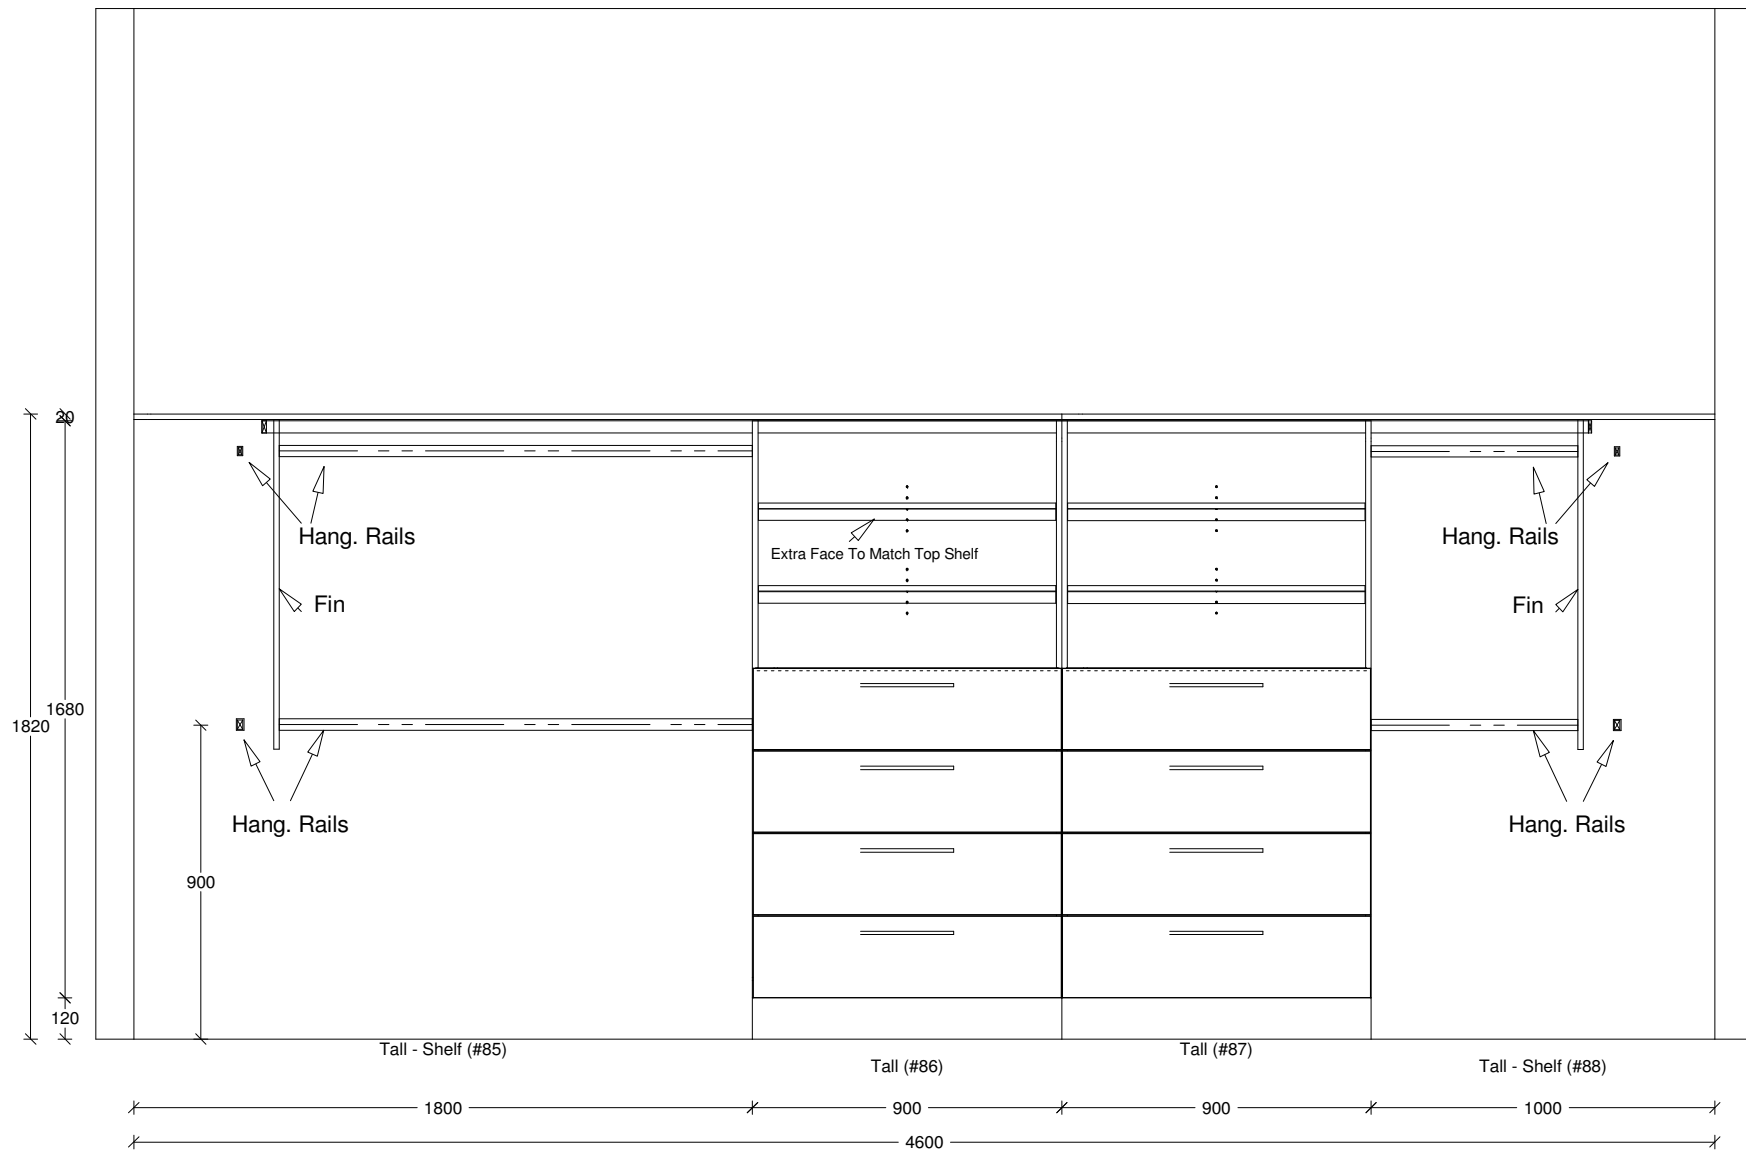 20
Hang. Rails
Hang. Rails
Extra Face To Match Top Shelf
Fin
Fin
1680
1820
Hang. Rails
Hang. Rails
900
120
Tall - Shelf (#85)
Tall (#86)
Tall (#87)
Tall - Shelf (#88)
1800
900
900
1000
4600